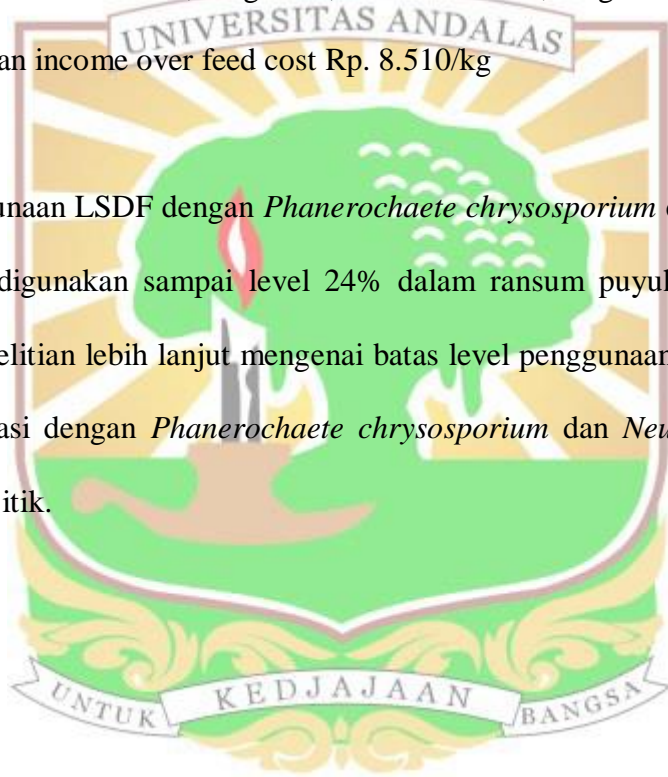 UNIVERSITAS ANDALAS
an income over feed cost Rp. 8.510/kg
unaan LSDF dengan Phanerochaete chrysosporium
digunakan sampai level 24% dalam ransum puyu
elitian lebih lanjut mengenai batas level penggunaan
asi dengan Phanerochaete chrysosporium dan Neu
itik.
UNTUK KEDJAJAAN BANGSA